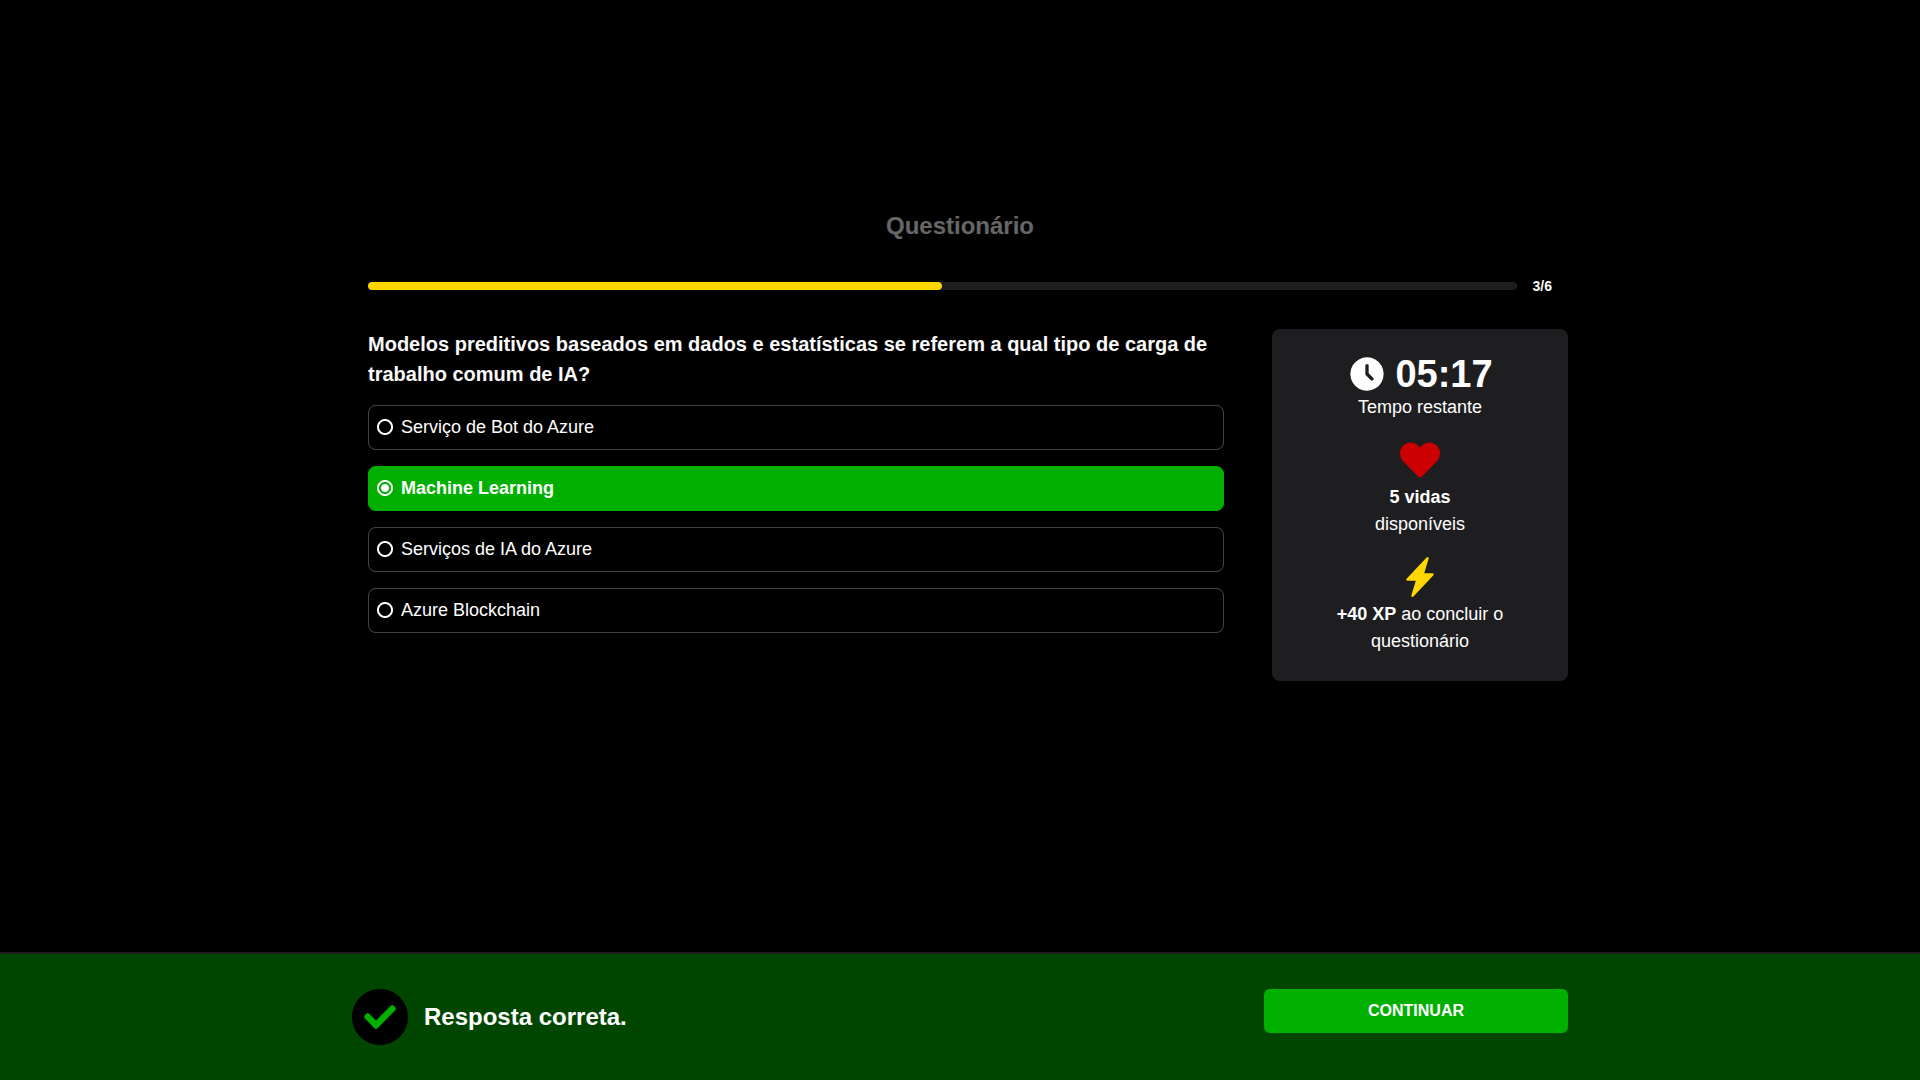 Questionário
3/6
Modelos preditivos baseados em dados e estatísticas se referem a qual tipo de carga de
trabalho comum de IA?
Serviço de Bot do Azure
Machine Learning
Serviços de IA do Azure
Azure Blockchain
05:17
Tempo restante
5 vidas
disponíveis
+40 XP ao concluir o
questionário
Resposta correta.
CONTINUAR